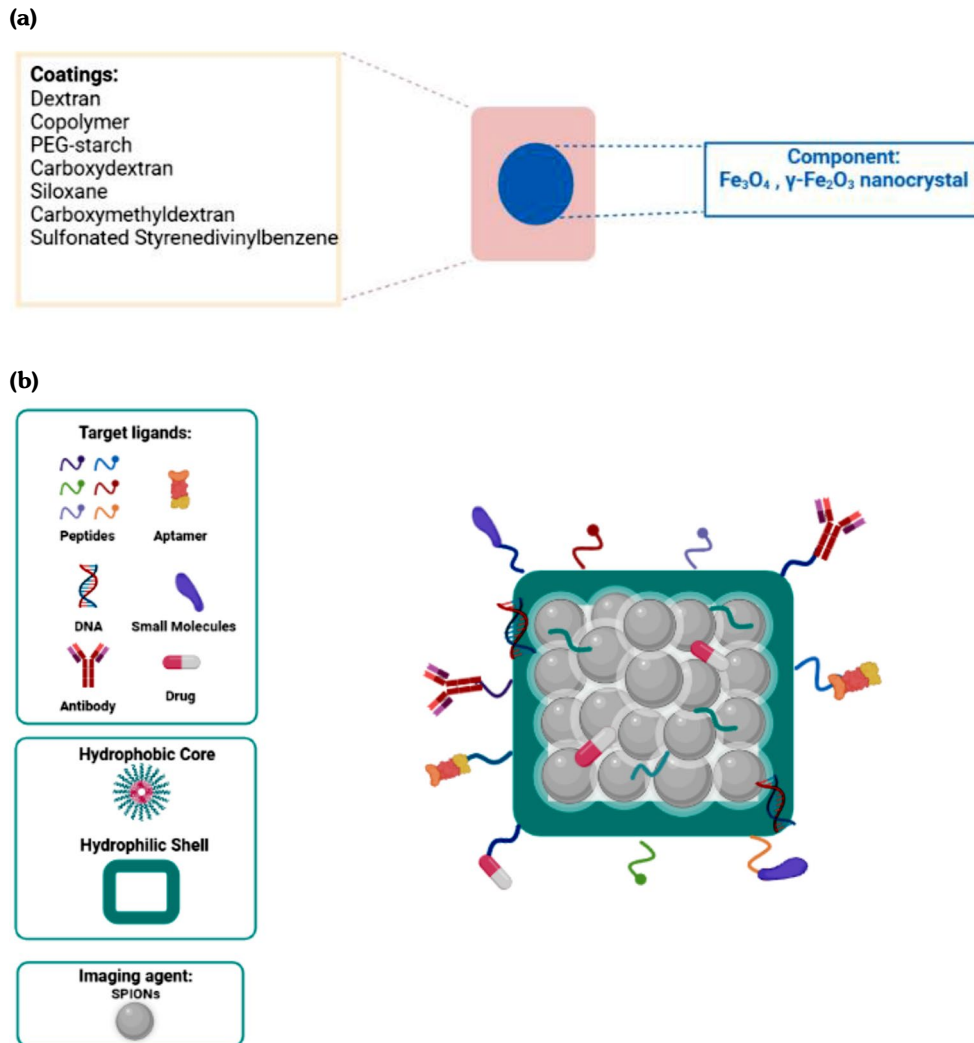 (a)
Coatings:
Dextran
Copolymer
PEG-starch
Carboxydextran
Siloxane
Carboxymethyldextran
Sulfonated Styrenedivinylbenzene
Component:
Fe₃O₄ , γ-Fe₂O₃ nanocrystal
(b)
Target ligands:
Peptides Aptamer
DNA Small Molecules
Antibody Drug
Hydrophobic Core
Hydrophilic Shell
Imaging agent:
SPIONs